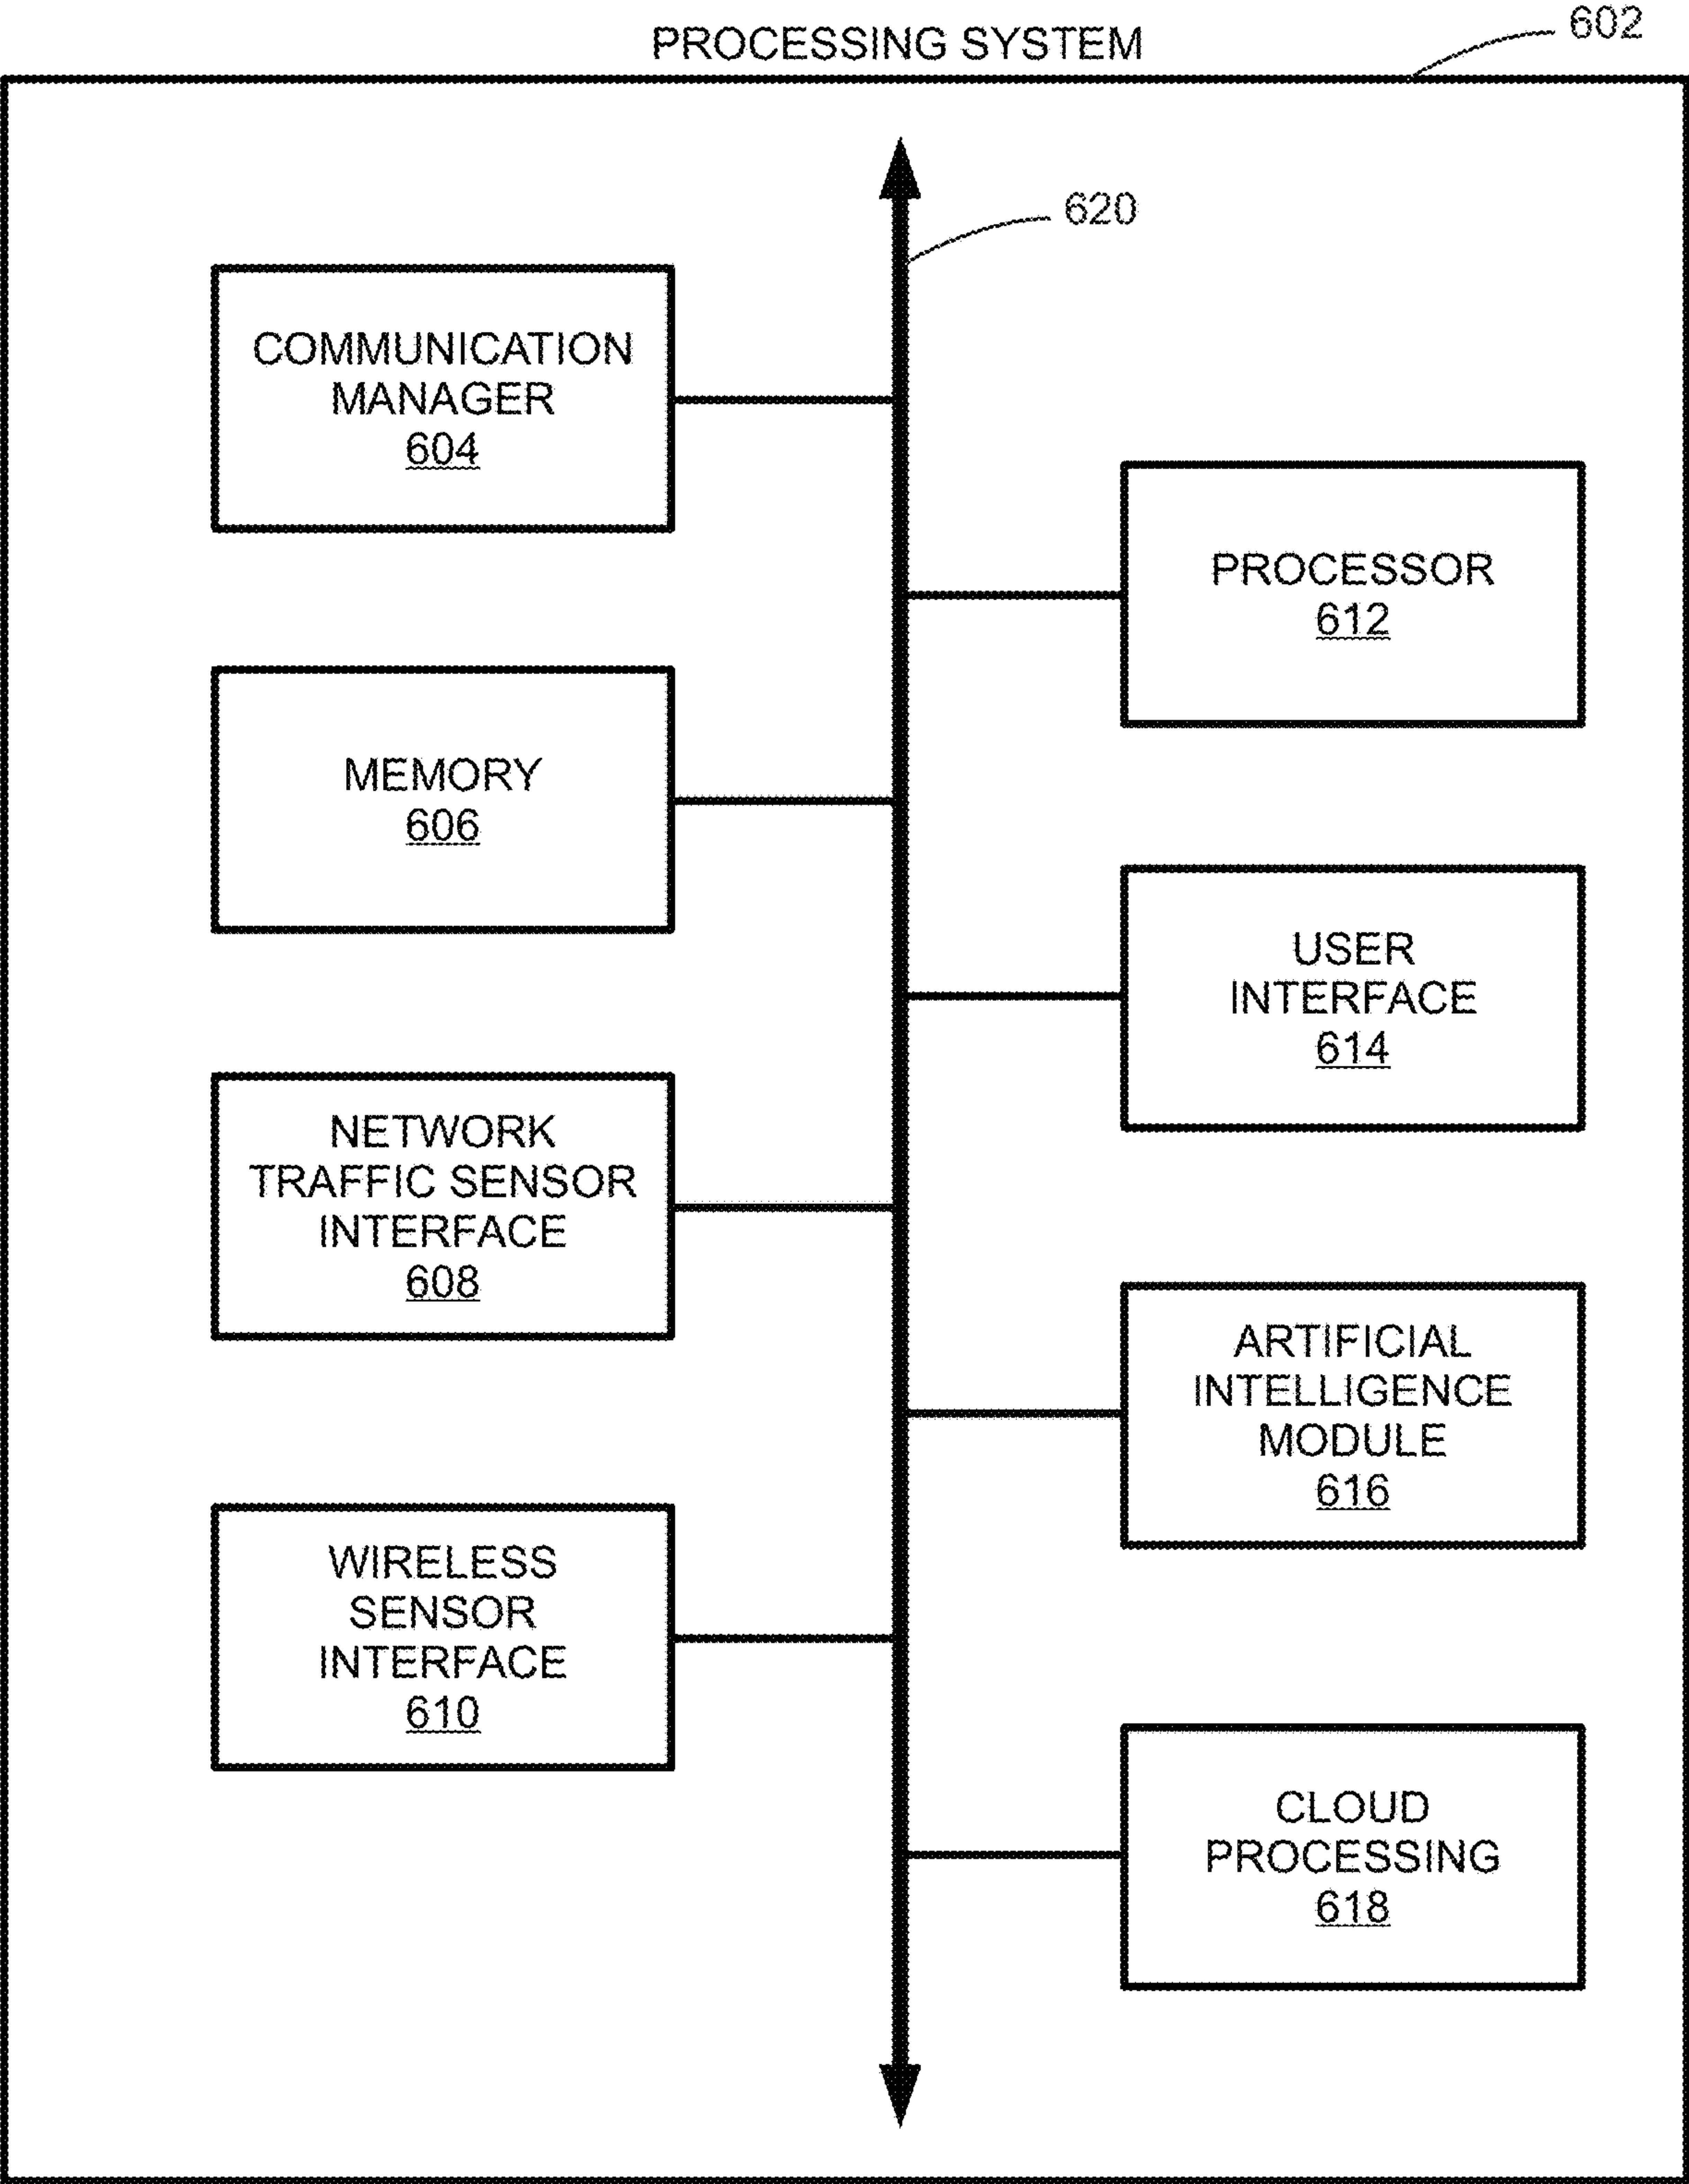 PROCESSING SYSTEM
602
620
COMMUNICATION
MANAGER
604
PROCESSOR
612
MEMORY
606
USER
INTERFACE
614
NETWORK
TRAFFIC SENSOR
INTERFACE
608
ARTIFICIAL
INTELLIGENCE
MODULE
616
WIRELESS
SENSOR
INTERFACE
610
CLOUD
PROCESSING
618